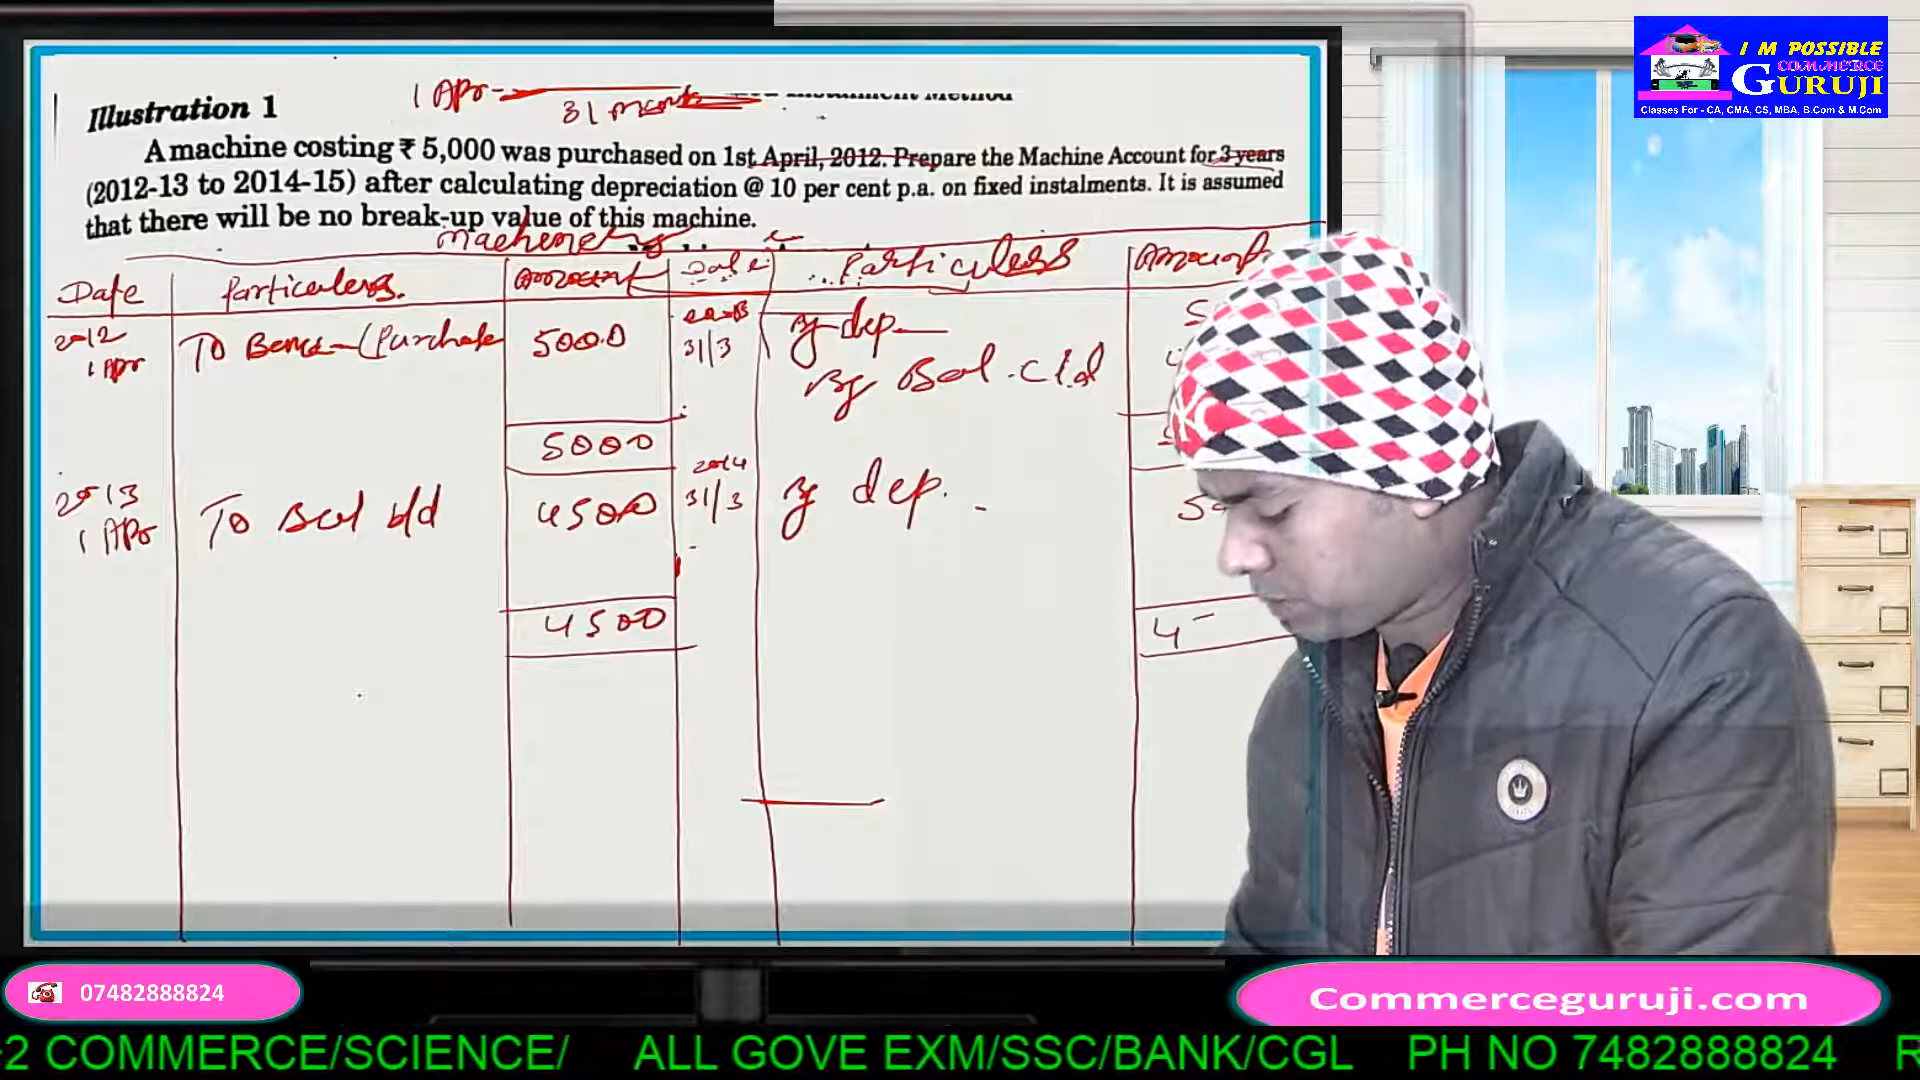 I M POSSIBLE
COMMERCE
GURUJI
Classes For - CA, CMA, CS, MBA, B.Com & M.Com
1 Apr
31 march
Illustration 1
A machine costing ₹ 5,000 was purchased on 1st April, 2012. Prepare the Machine Account for 3 years
(2012-13 to 2014-15) after calculating depreciation @ 10 per cent p.a. on fixed instalments. It is assumed
that there will be no break-up value of this machine.
Date Particulars Amount Date Particulars Amount
2012
1 Apr To Bank (Purchase 5000 31/3 By dep
By Bal. c/d
5000
2013
1 Apr To Bal b/d 4500 2014
31/3 By dep.
4500
07482888824
Commerceguruji.com
-2 COMMERCE/SCIENCE/ ALL GOVE EXM/SSC/BANK/CGL PH NO 7482888824 R